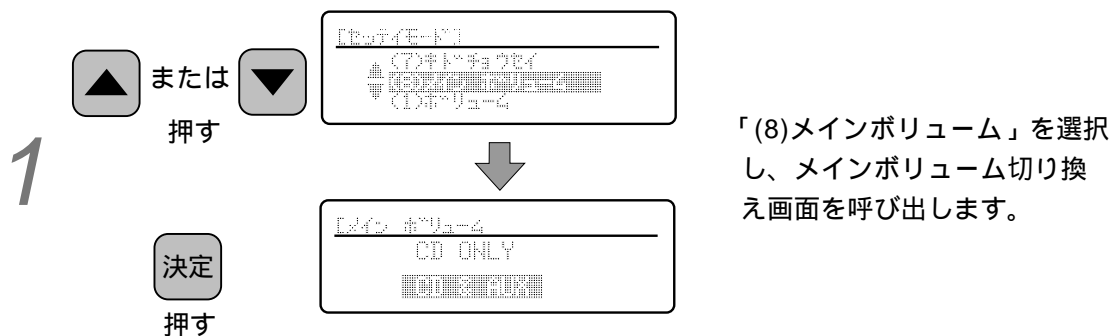 1
または
押す
[セッテイモード]
(7)キドチョウセイ
(8)メイン ボリューム
(1)ボリューム
決定
押す
[メイン ボリューム
CD ONLY
CD & AUX
「(8)メインボリューム」を選択
し、メインボリューム切り換
え画面を呼び出します。